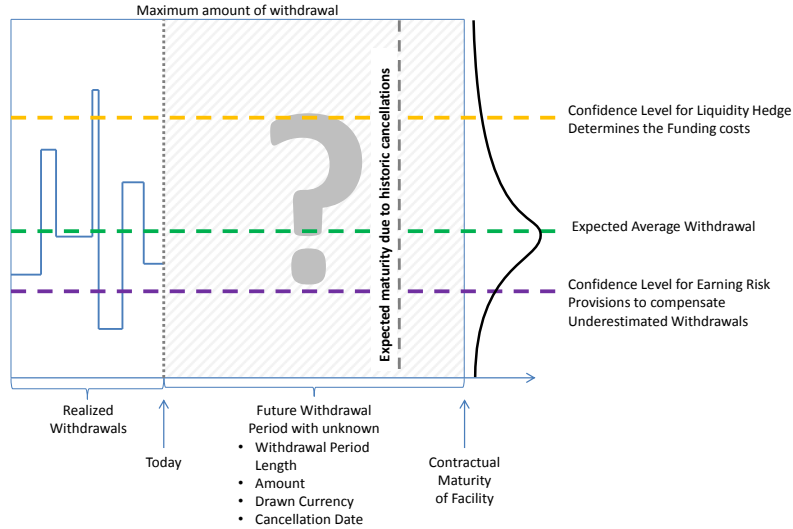 Maximum amount of withdrawal
Expected maturity due to historic cancellations
?
Confidence Level for Liquidity Hedge
Determines the Funding costs
Expected Average Withdrawal
Confidence Level for Earning Risk
Provisions to compensate
Underestimated Withdrawals
Realized
Withdrawals
Today
Future Withdrawal
Period with unknown
• Withdrawal Period
Length
• Amount
• Drawn Currency
• Cancellation Date
Contractual
Maturity
of Facility